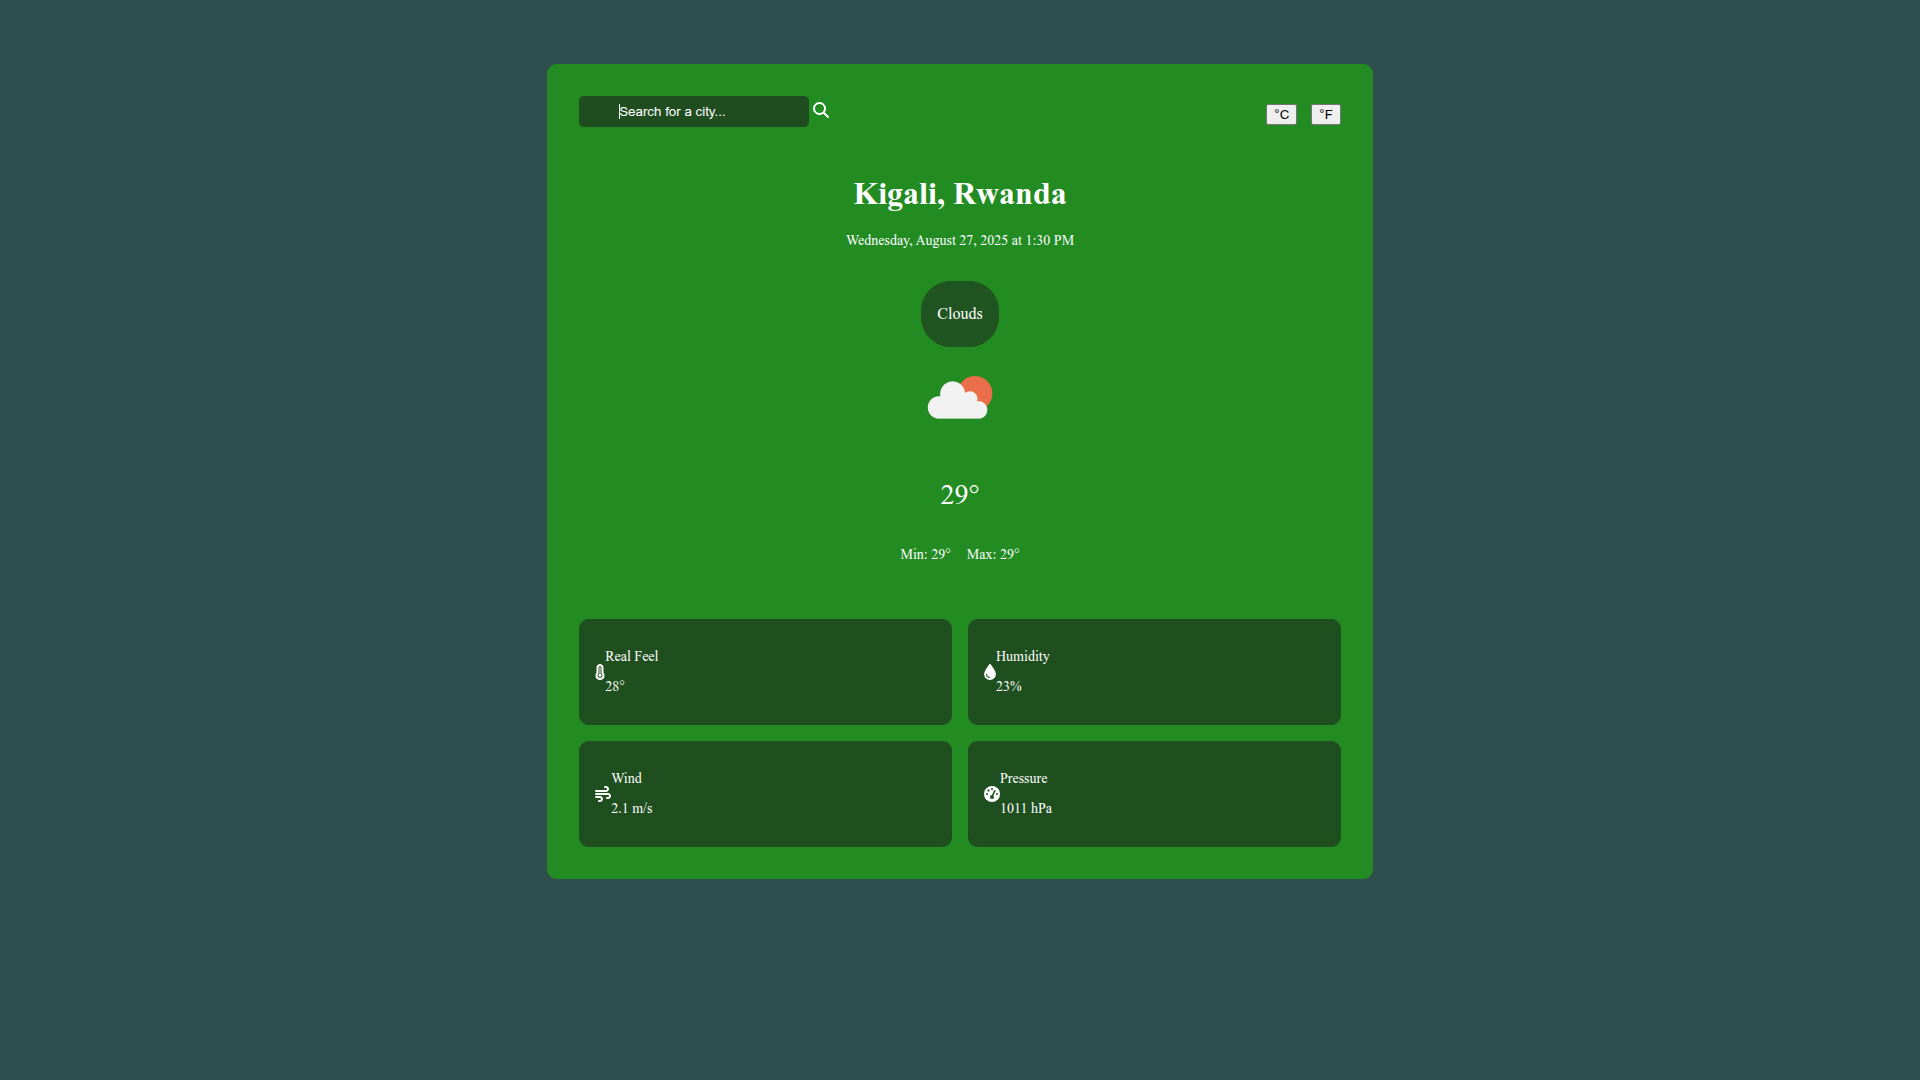 Search for a city...
°C °F
Kigali, Rwanda
Wednesday, August 27, 2025 at 1:30 PM
Clouds
29°
Min: 29° Max: 29°
Real Feel
28°
Humidity
23%
Wind
2.1 m/s
Pressure
1011 hPa